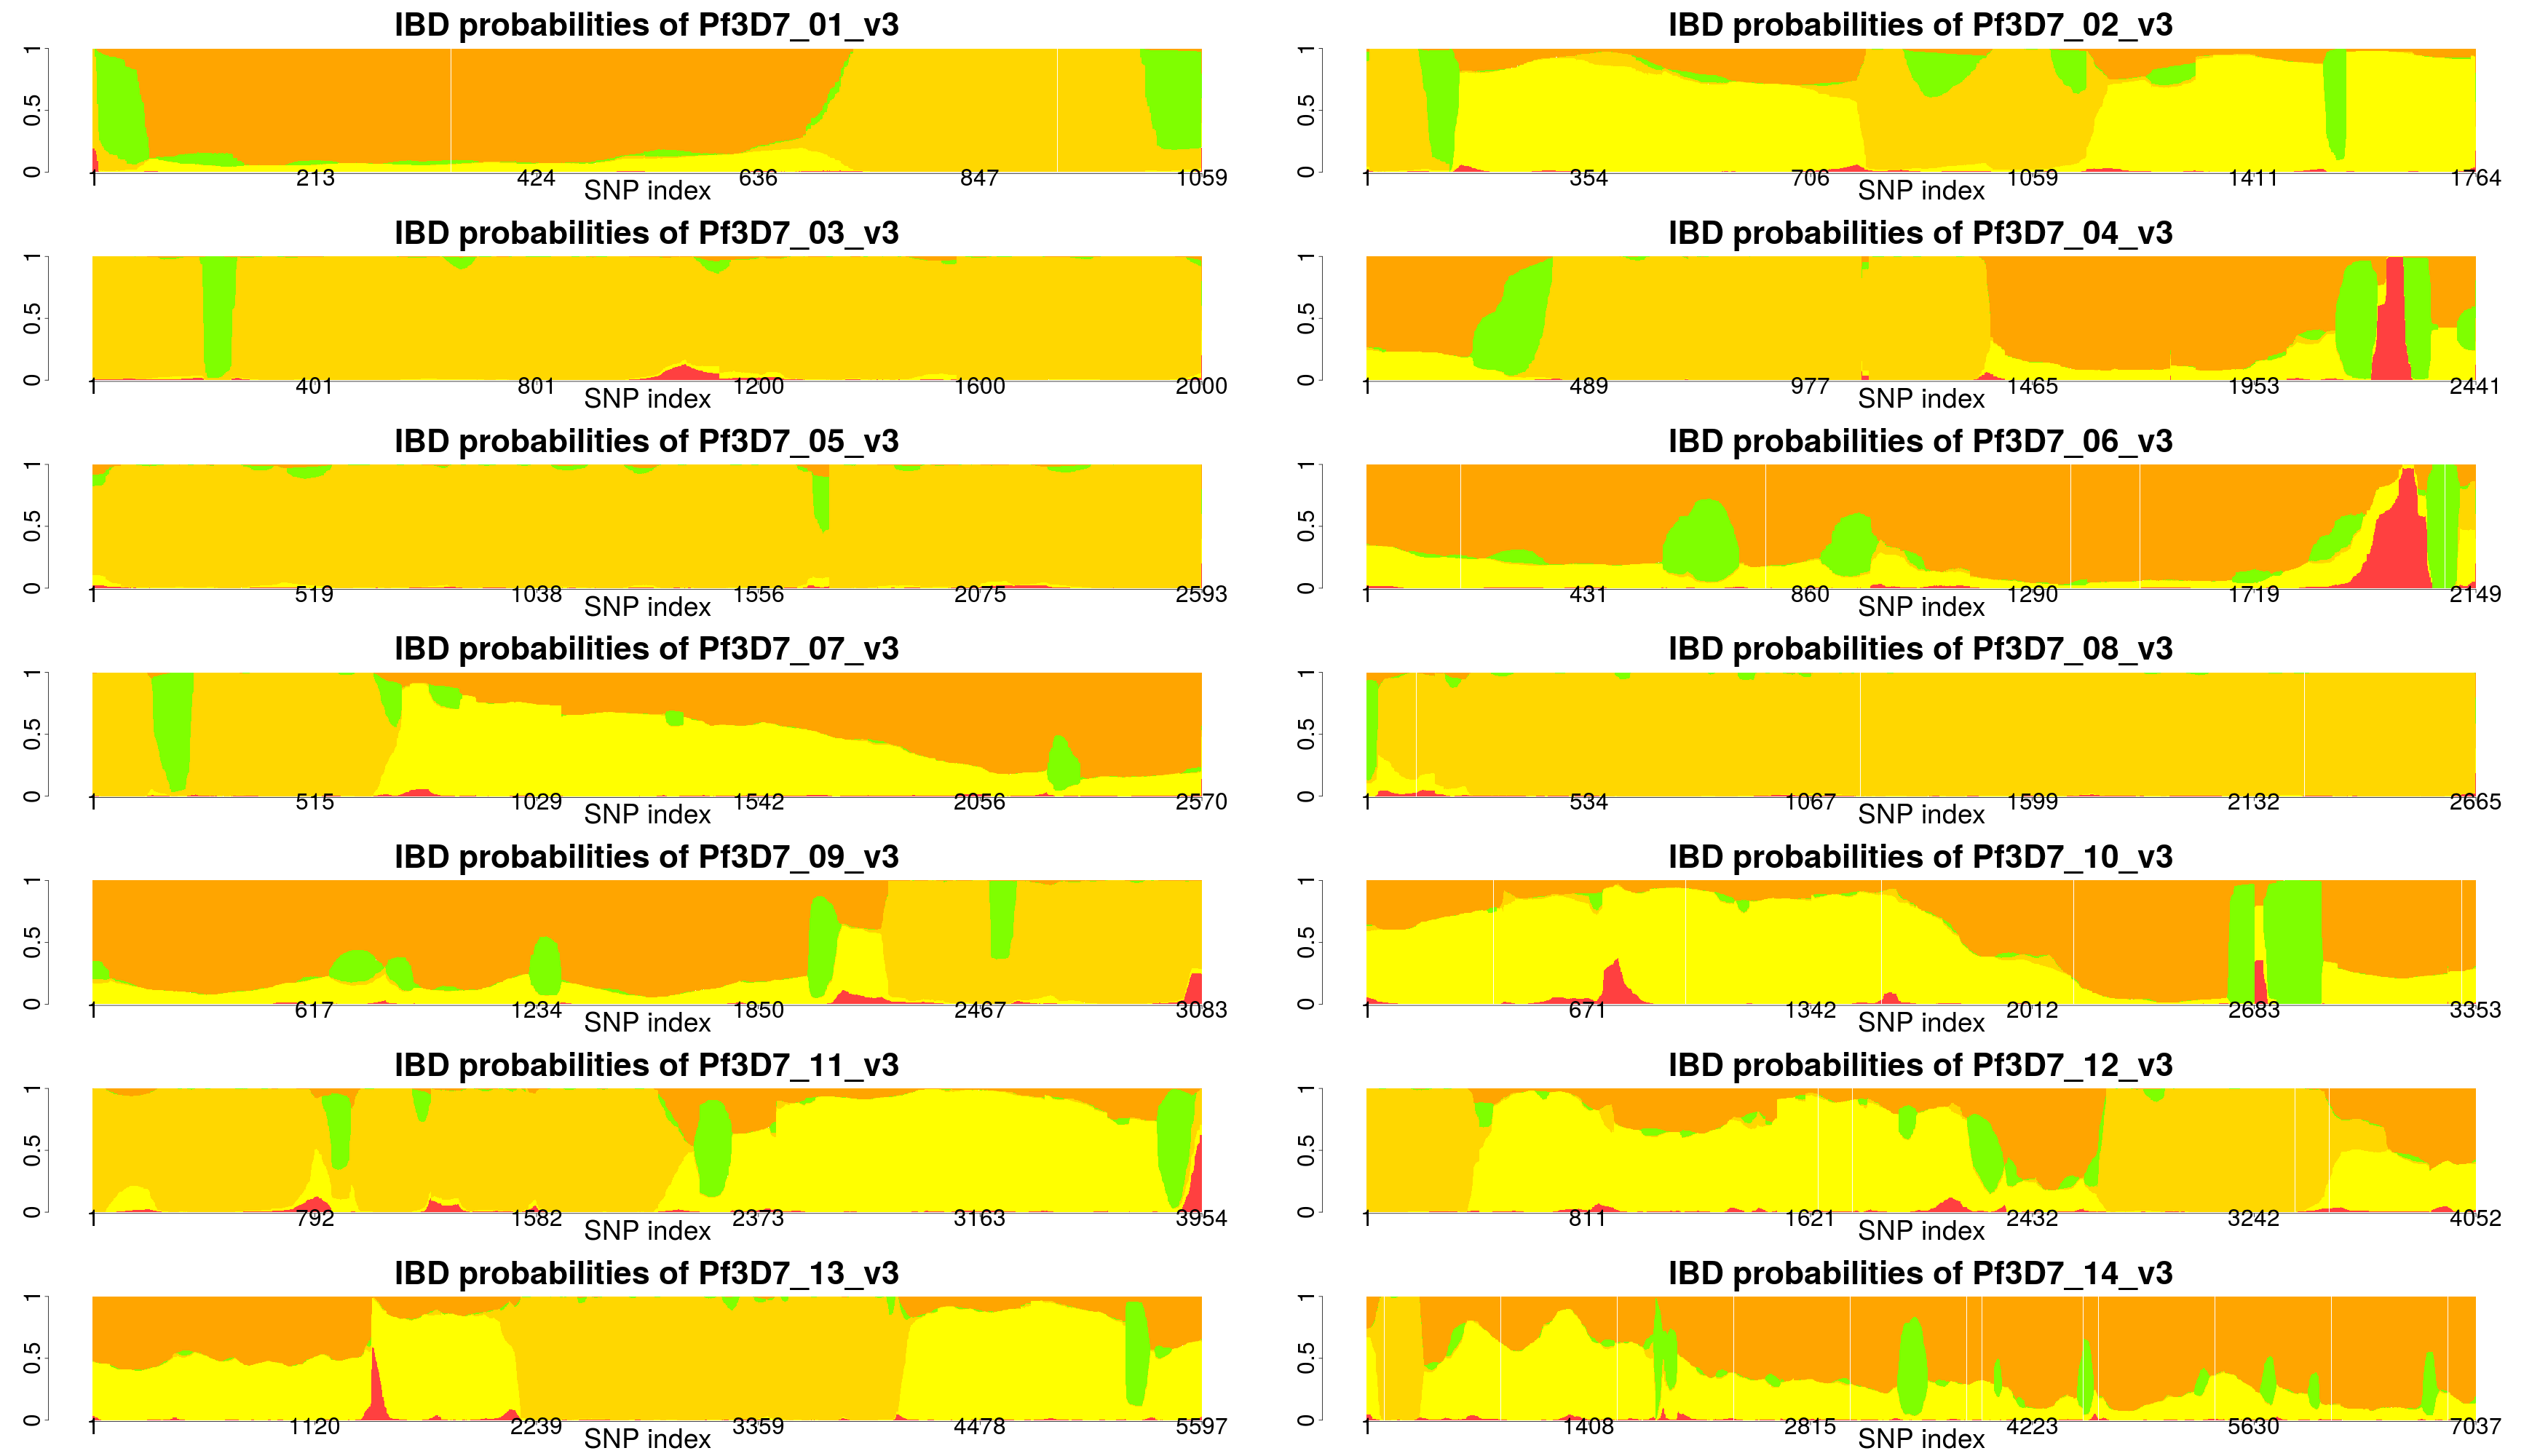 IBD probabilities of Pf3D7_01_v3
0 0.5 1
1 213 424 636 847 1059
SNP index
IBD probabilities of Pf3D7_02_v3
0 0.5 1
1 354 706 1059 1411 1764
SNP index
IBD probabilities of Pf3D7_03_v3
0 0.5 1
1 401 801 1200 1600 2000
SNP index
IBD probabilities of Pf3D7_04_v3
0 0.5 1
1 489 977 1465 1953 2441
SNP index
IBD probabilities of Pf3D7_05_v3
0 0.5 1
1 519 1038 1556 2075 2593
SNP index
IBD probabilities of Pf3D7_06_v3
0 0.5 1
1 431 860 1290 1719 2149
SNP index
IBD probabilities of Pf3D7_07_v3
0 0.5 1
1 515 1029 1542 2056 2570
SNP index
IBD probabilities of Pf3D7_08_v3
0 0.5 1
1 534 1067 1599 2132 2665
SNP index
IBD probabilities of Pf3D7_09_v3
0 0.5 1
1 617 1234 1850 2467 3083
SNP index
IBD probabilities of Pf3D7_10_v3
0 0.5 1
1 671 1342 2012 2683 3353
SNP index
IBD probabilities of Pf3D7_11_v3
0 0.5 1
1 792 1582 2373 3163 3954
SNP index
IBD probabilities of Pf3D7_12_v3
0 0.5 1
1 811 1621 2432 3242 4052
SNP index
IBD probabilities of Pf3D7_13_v3
0 0.5 1
1 1120 2239 3359 4478 5597
SNP index
IBD probabilities of Pf3D7_14_v3
0 0.5 1
1 1408 2815 4223 5630 7037
SNP index